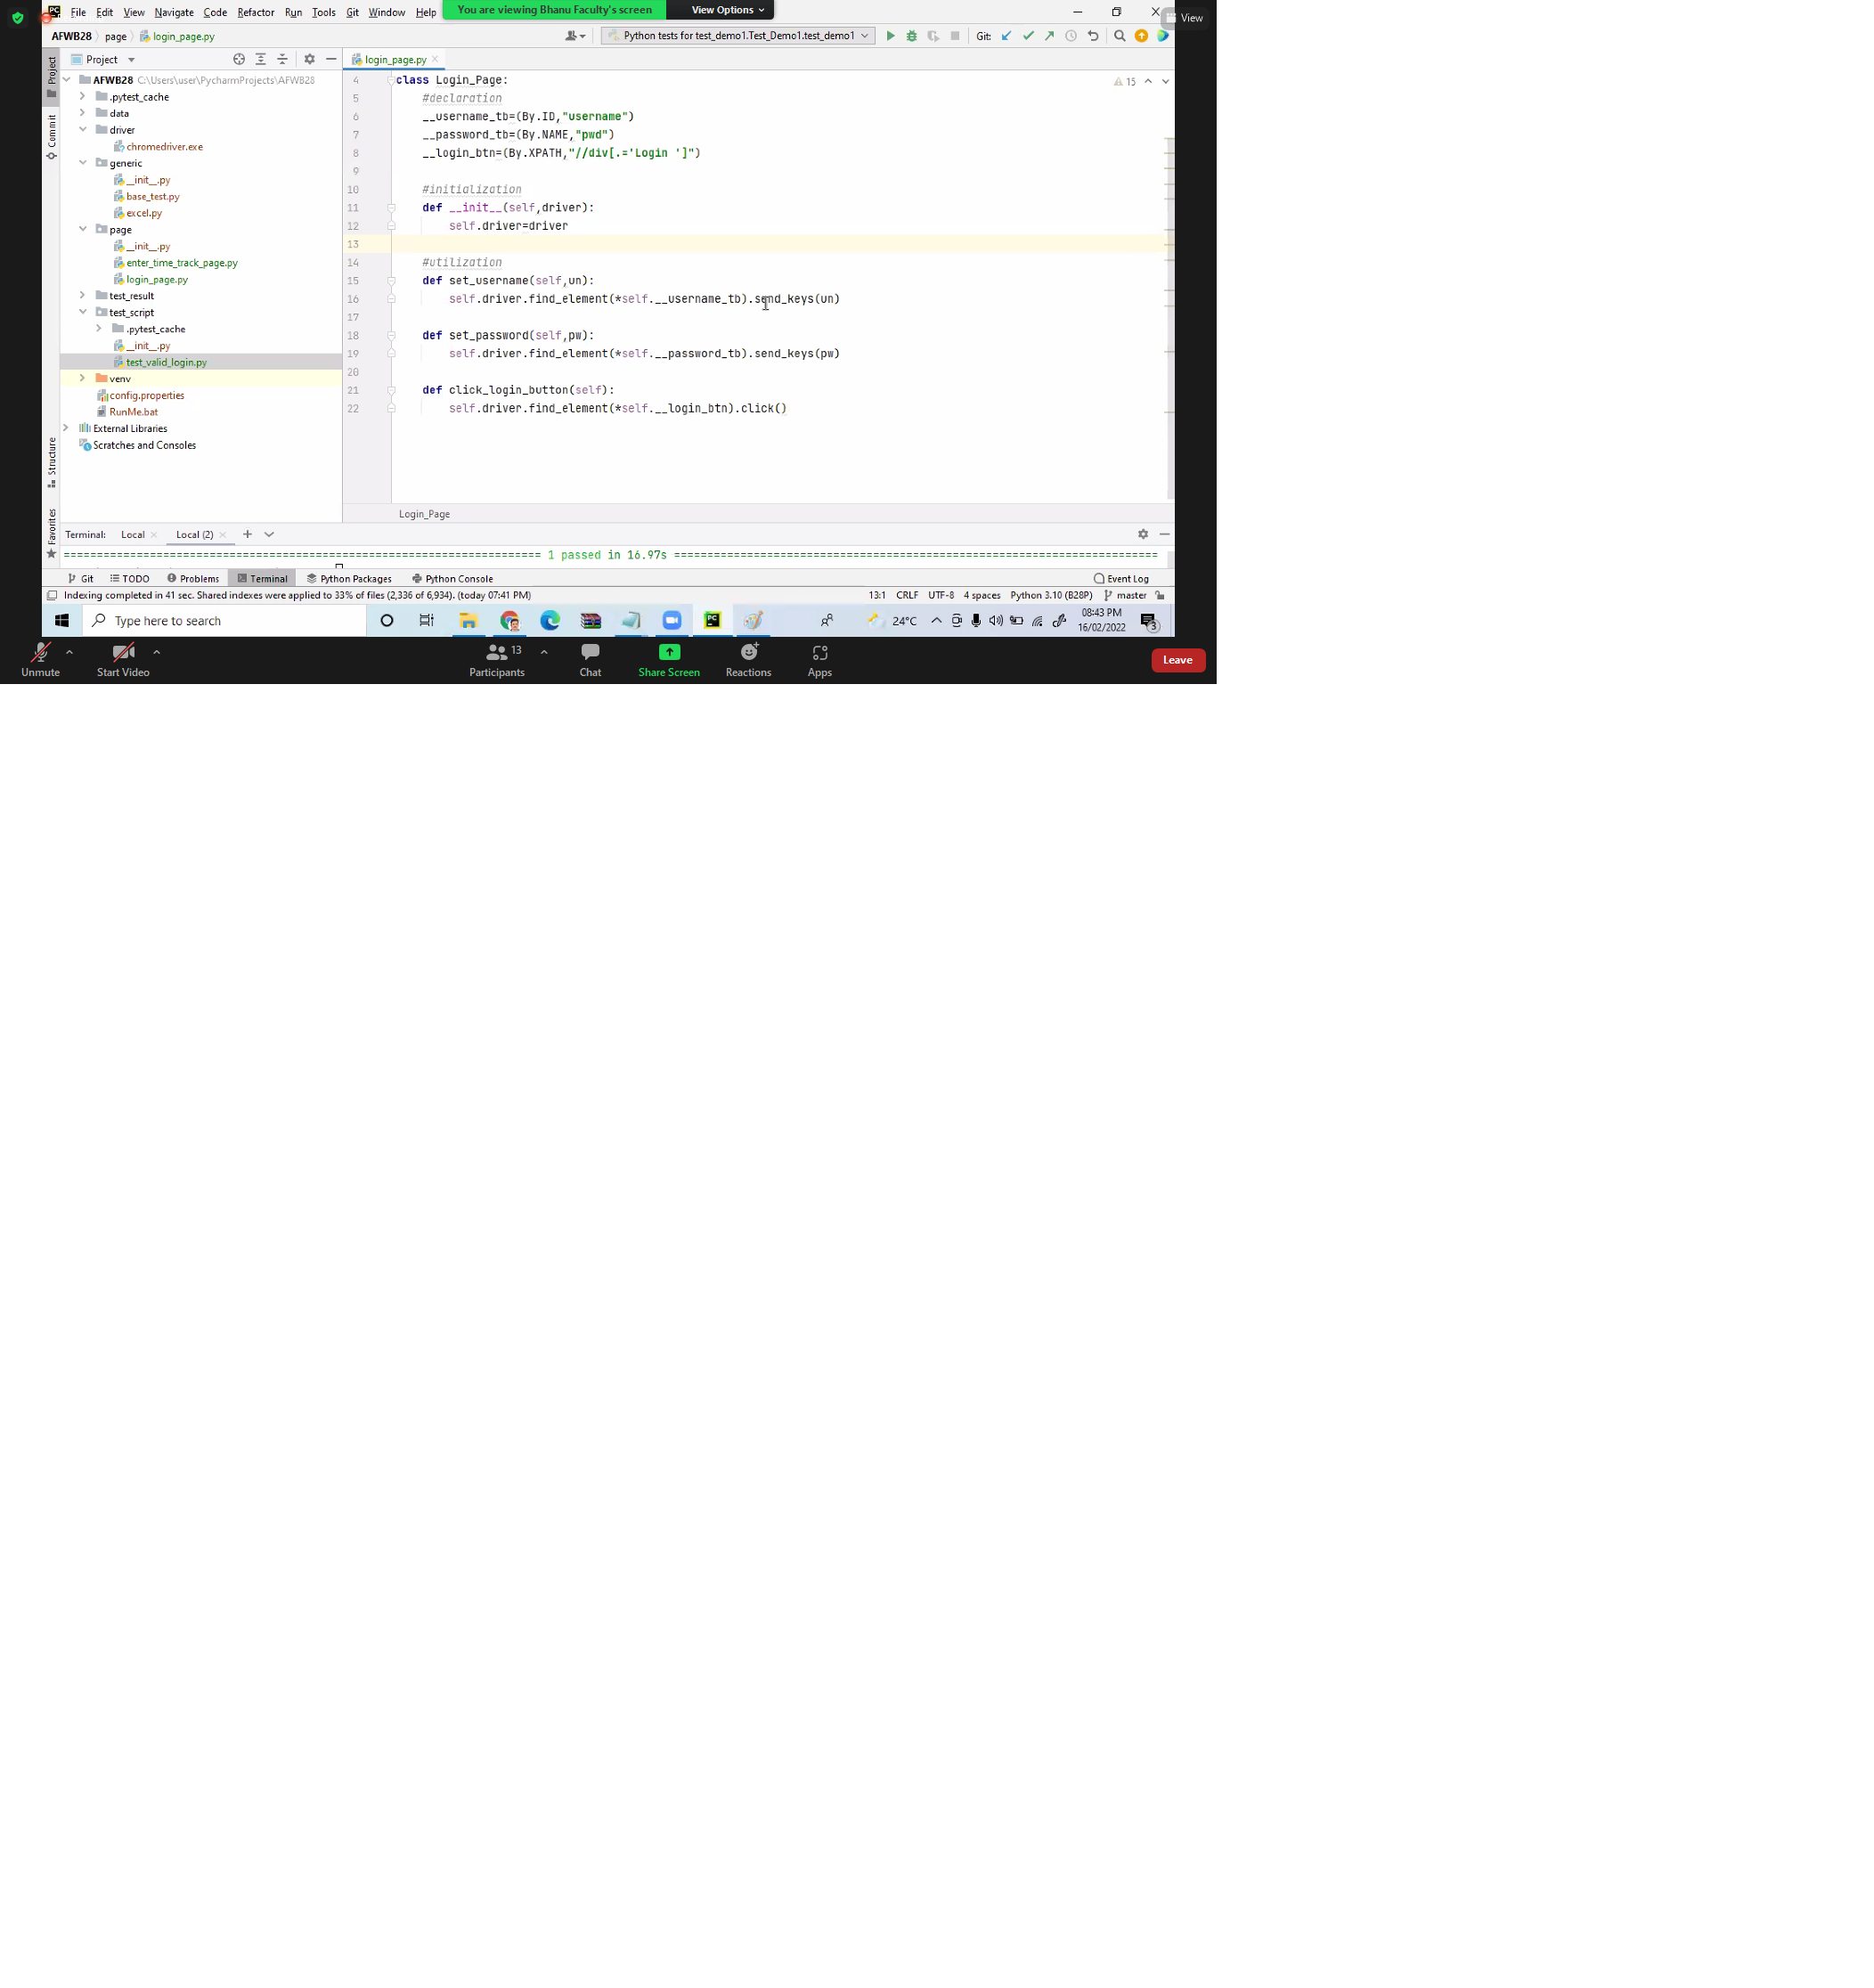 File Edit View Navigate Code Refactor Run Tools Git Window Help
You are viewing Bhanu Faculty's screen View Options
View
AFWB28 page login_page.py
Python tests for test_demo1.Test_Demo1.test_demo1
Git:
Project
login_page.py
Project
Commit
Structure
Favorites
AFWB28 C:\Users\user\PycharmProjects\AFWB28
.pytest_cache
data
driver
chromedriver.exe
generic
__init__.py
base_test.py
excel.py
page
__init__.py
enter_time_track_page.py
login_page.py
test_result
test_script
.pytest_cache
__init__.py
test_valid_login.py
venv
config.properties
RunMe.bat
External Libraries
Scratches and Consoles
15
4 class Login_Page:
5 #declaration
6 __username_tb=(By.ID,"username")
7 __password_tb=(By.NAME,"pwd")
8 __login_btn=(By.XPATH,"//div[.='Login ']")
9
10 #initialization
11 def __init__(self,driver):
12 self.driver=driver
13
14 #utilization
15 def set_username(self,un):
16 self.driver.find_element(*self.__username_tb).send_keys(un)
17
18 def set_password(self,pw):
19 self.driver.find_element(*self.__password_tb).send_keys(pw)
20
21 def click_login_button(self):
22 self.driver.find_element(*self.__login_btn).click()
Login_Page
Terminal: Local Local (2)
1 passed in 16.97s
Git TODO Problems Terminal Python Packages Python Console Event Log
Indexing completed in 41 sec. Shared indexes were applied to 33% of files (2,336 of 6,934). (today 07:41 PM)
13:1 CRLF UTF-8 4 spaces Python 3.10 (B28P) master
Type here to search
24°C
08:43 PM
16/02/2022
3
Unmute Start Video Participants 13 Chat Share Screen Reactions Apps Leave